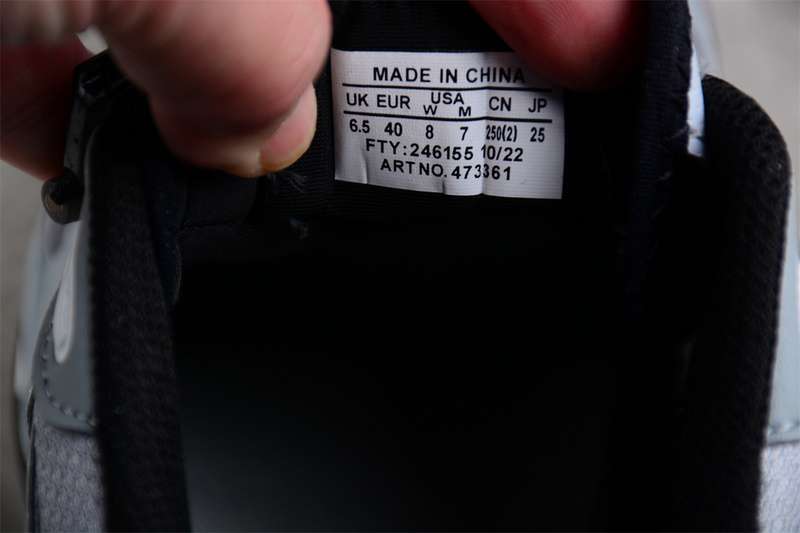 MADE IN CHINA
UK EUR USA W M CN JP
6.5 40 8 7 250(2) 25
FTY:246155 10/22
ART NO. 473361